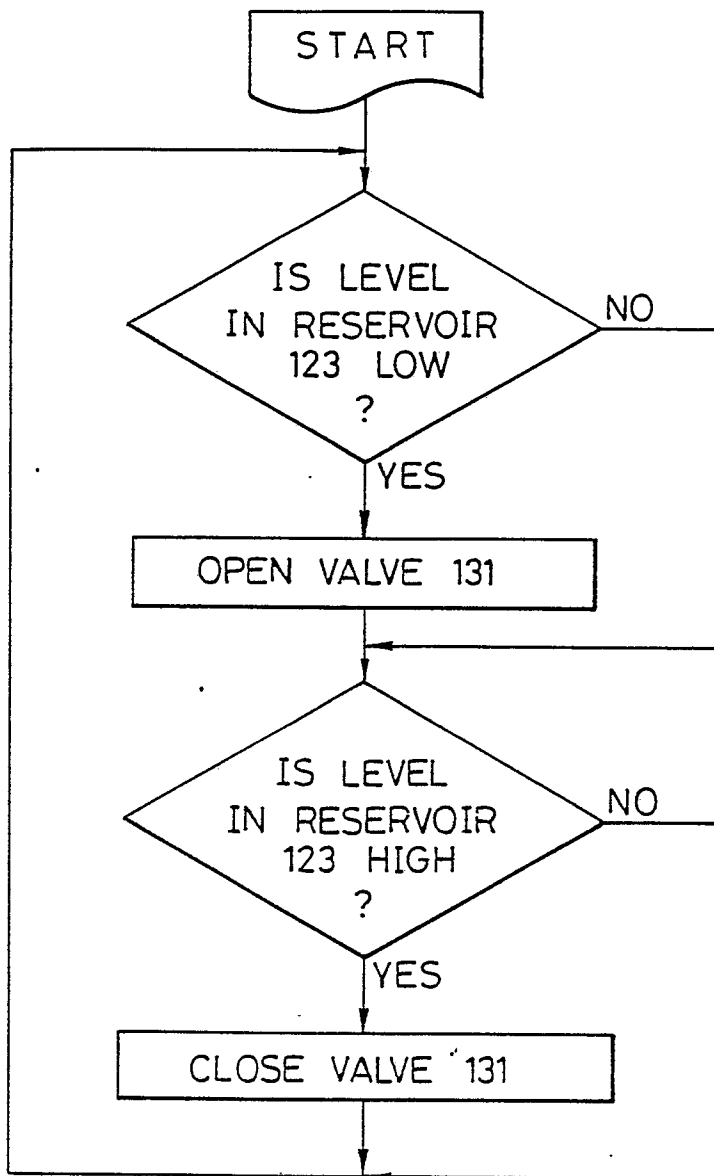 START
IS LEVEL
IN RESERVOIR
123 LOW
?
NO
YES
OPEN VALVE 131
IS LEVEL
IN RESERVOIR
123 HIGH
?
NO
YES
CLOSE VALVE 131